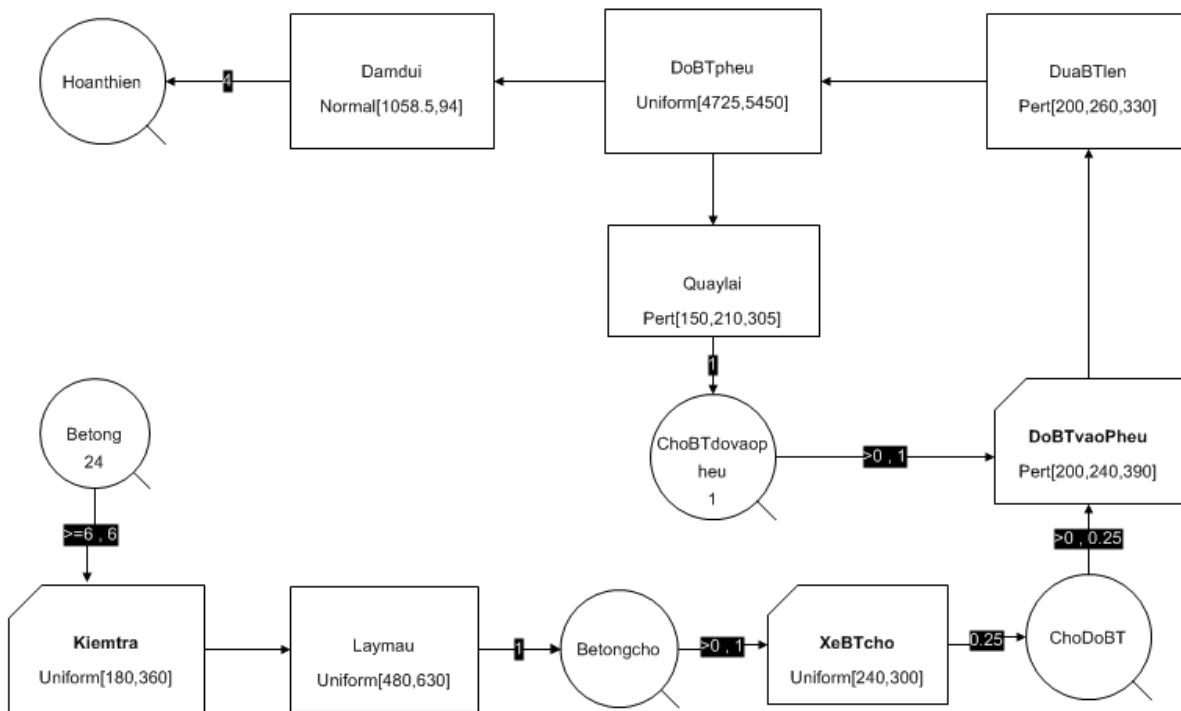 Hoanthien
4
Damdui
Normal[1058.5,94]
DoBTpheu
Uniform[4725,5450]
DuaBTlen
Pert[200,260,330]
Quaylai
Pert[150,210,305]
1
Betong
24
ChoBTdovaop
heu
1
>0 , 1
DoBTvaoPheu
Pert[200,240,390]
>=6 , 6
>0 , 0.25
Kiemtra
Uniform[180,360]
Laymau
Uniform[480,630]
1
Betongcho
>0 , 1
XeBTcho
Uniform[240,300]
0.25
ChoDoBT